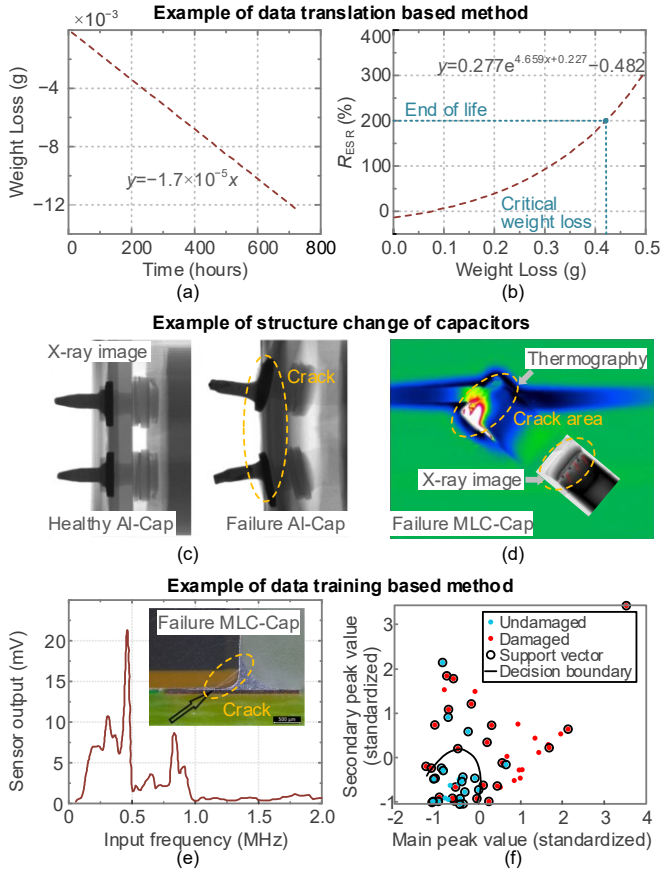 Example of data translation based method
×10⁻³
Weight Loss (g)
−4
−8
−12
y=−1.7×10⁻⁵x
0
200
400
600
800
Time (hours)
(a)
y=0.277e^{4.659x+0.227}−0.482
R_{ESR} (%)
400
300
200
100
0
End of life
Critical
weight loss
0.0
0.1
0.2
0.3
0.4
0.5
Weight Loss (g)
(b)
Example of structure change of capacitors
X-ray image
Crack
Healthy Al-Cap
Failure Al-Cap
(c)
Thermography
Crack area
X-ray image
Failure MLC-Cap
(d)
Example of data training based method
Sensor output (mV)
20
15
10
5
0
Failure MLC-Cap
Crack
500 μm
0
0.4
0.8
1.2
1.6
2.0
Input frequency (MHz)
(e)
Secondary peak value
(standardized)
3
2
1
0
-1
Undamaged
Damaged
Support vector
Decision boundary
-2
-1
0
1
2
3
4
Main peak value (standardized)
(f)